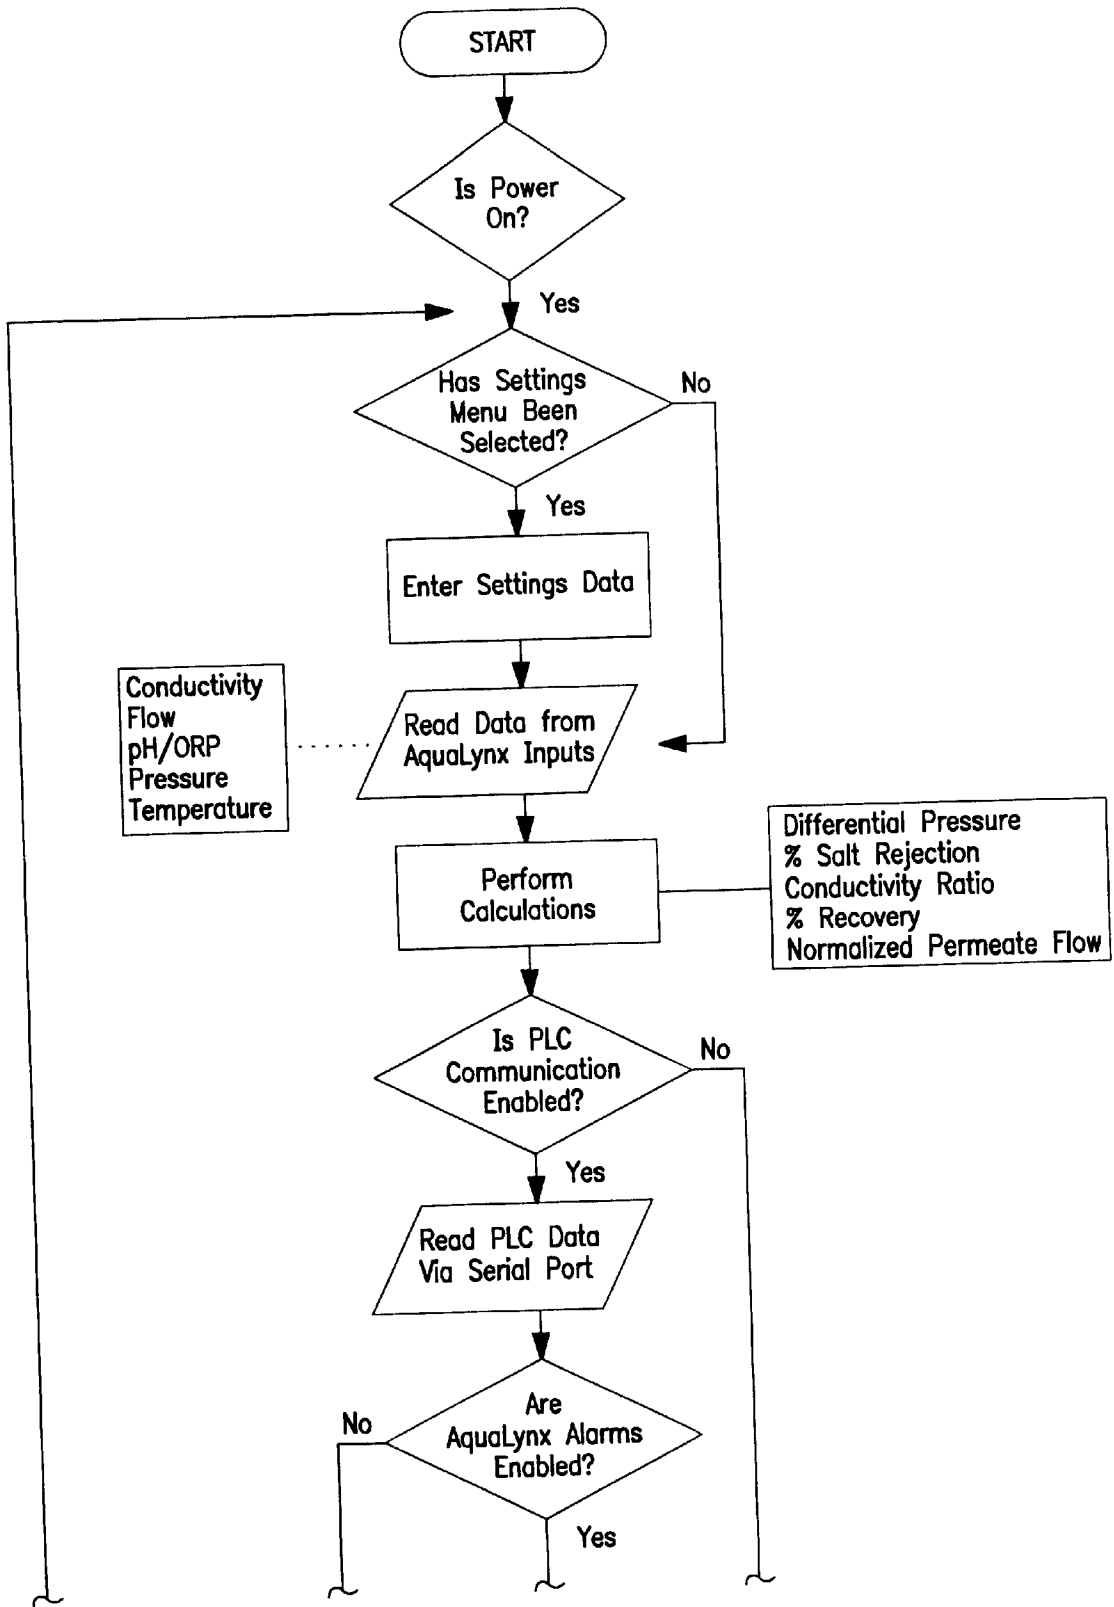 START
Is Power
On?
Yes
Has Settings
Menu Been
Selected?
No
Yes
Enter Settings Data
Conductivity
Flow
pH/ORP
Pressure
Temperature
Read Data from
AquaLynx Inputs
Perform
Calculations
Differential Pressure
% Salt Rejection
Conductivity Ratio
% Recovery
Normalized Permeate Flow
Is PLC
Communication
Enabled?
No
Yes
Read PLC Data
Via Serial Port
Are
AquaLynx Alarms
Enabled?
No
Yes